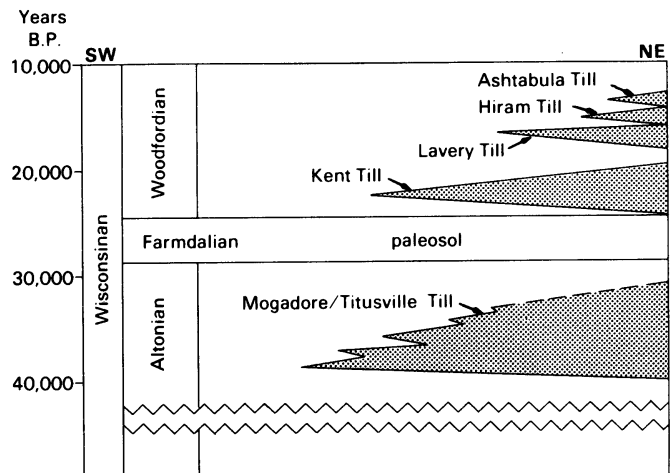 Years
B.P.
SW
NE
10,000
Ashtabula Till
Hiram Till
Lavery Till
Woodfordian
20,000
Kent Till
Farmdalian
paleosol
Wisconsinan
30,000
Mogadore/Titusville Till
Altonian
40,000